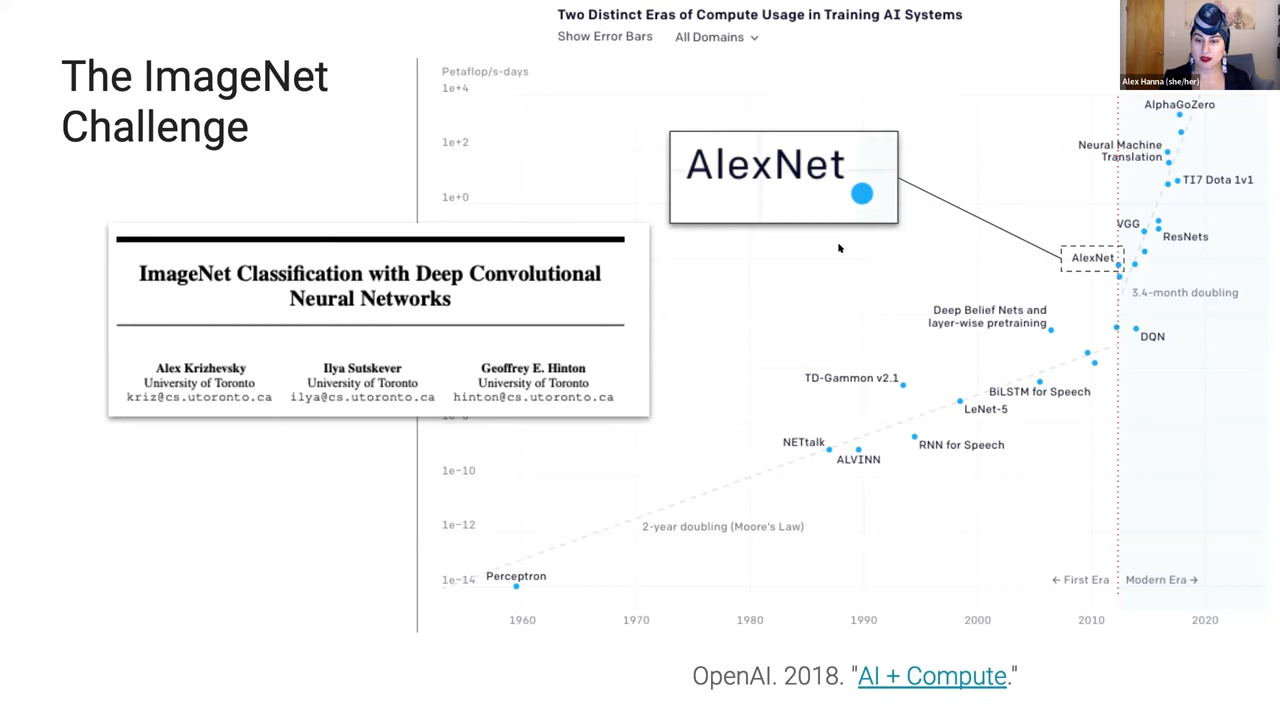 The ImageNet
Challenge
Two Distinct Eras of Compute Usage in Training AI Systems
Show Error Bars All Domains
Petaflop/s-days
1e+4
1e+2
1e+0
1e-10
1e-12
1e-14
AlexNet
ImageNet Classification with Deep Convolutional
Neural Networks
Alex Krizhevsky
University of Toronto
kriz@cs.utoronto.ca
Ilya Sutskever
University of Toronto
ilya@cs.utoronto.ca
Geoffrey E. Hinton
University of Toronto
hinton@cs.utoronto.ca
Alex Hanna (she/her)
AlphaGoZero
Neural Machine
Translation
TI7 Dota 1v1
VGG
ResNets
AlexNet
3.4-month doubling
Deep Belief Nets and
layer-wise pretraining
DQN
TD-Gammon v2.1
BiLSTM for Speech
LeNet-5
NETtalk
RNN for Speech
ALVINN
2-year doubling (Moore's Law)
Perceptron
← First Era Modern Era →
1960 1970 1980 1990 2000 2010 2020
OpenAI. 2018. "AI + Compute."